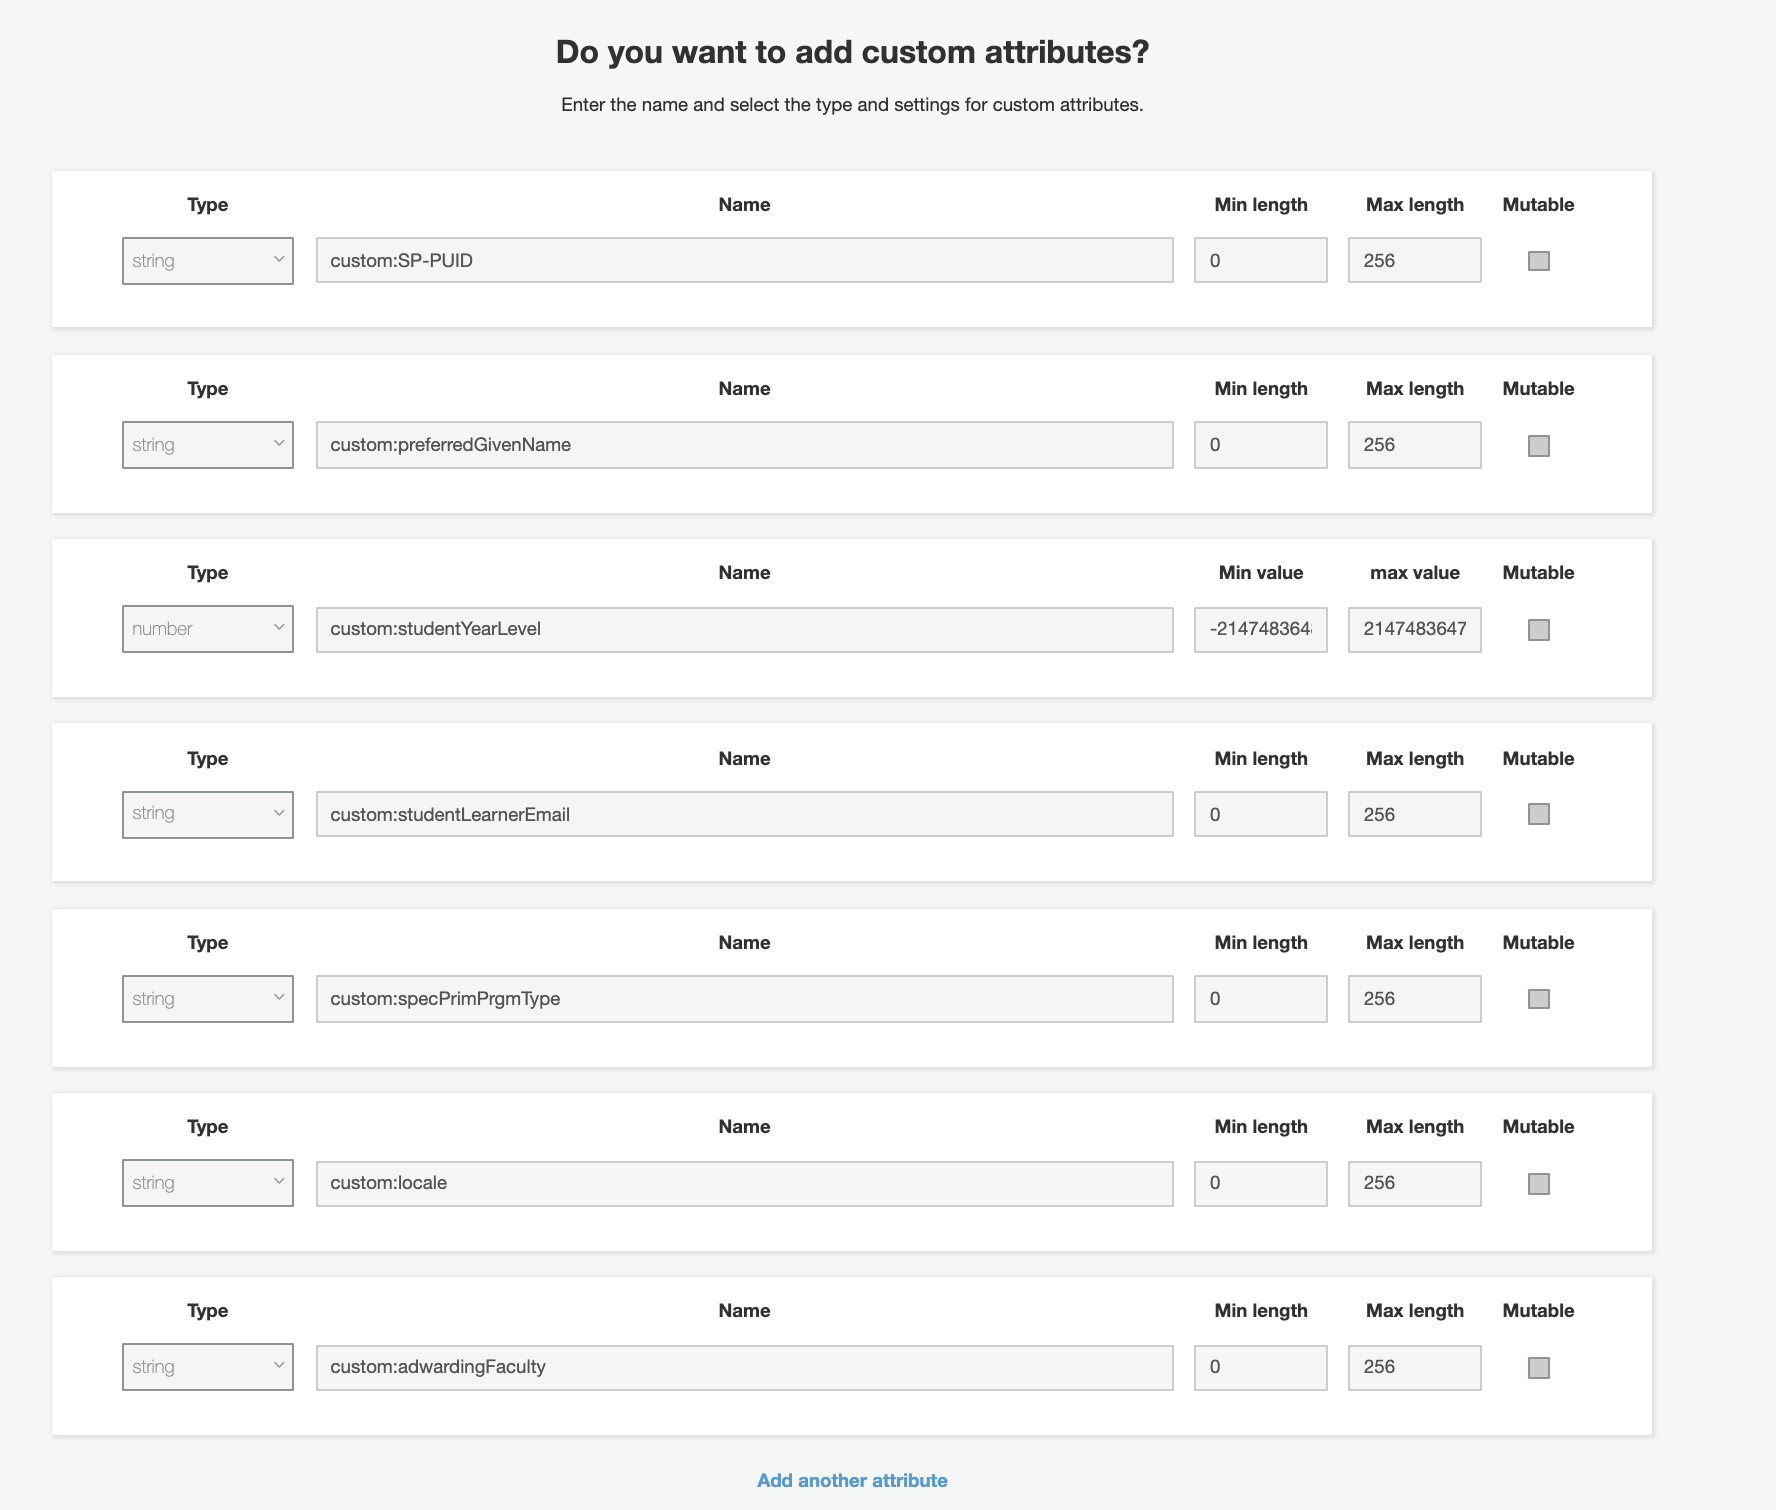 Do you want to add custom attributes?
Enter the name and select the type and settings for custom attributes.
Type Name Min length Max length Mutable
string custom:SP-PUID 0 256
Type Name Min length Max length Mutable
string custom:preferredGivenName 0 256
Type Name Min value max value Mutable
number custom:studentYearLevel -214748364 2147483647
Type Name Min length Max length Mutable
string custom:studentLearnerEmail 0 256
Type Name Min length Max length Mutable
string custom:specPrimPrgmType 0 256
Type Name Min length Max length Mutable
string custom:locale 0 256
Type Name Min length Max length Mutable
string custom:adwardingFaculty 0 256
Add another attribute